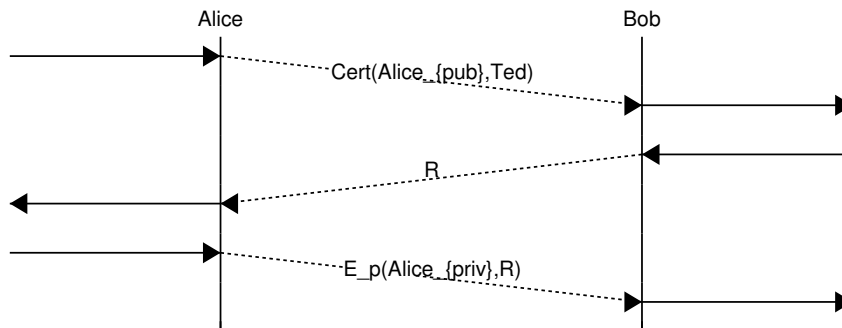 Alice
Bob
Cert(Alice_{pub},Ted)
R
E_p(Alice_{priv},R)